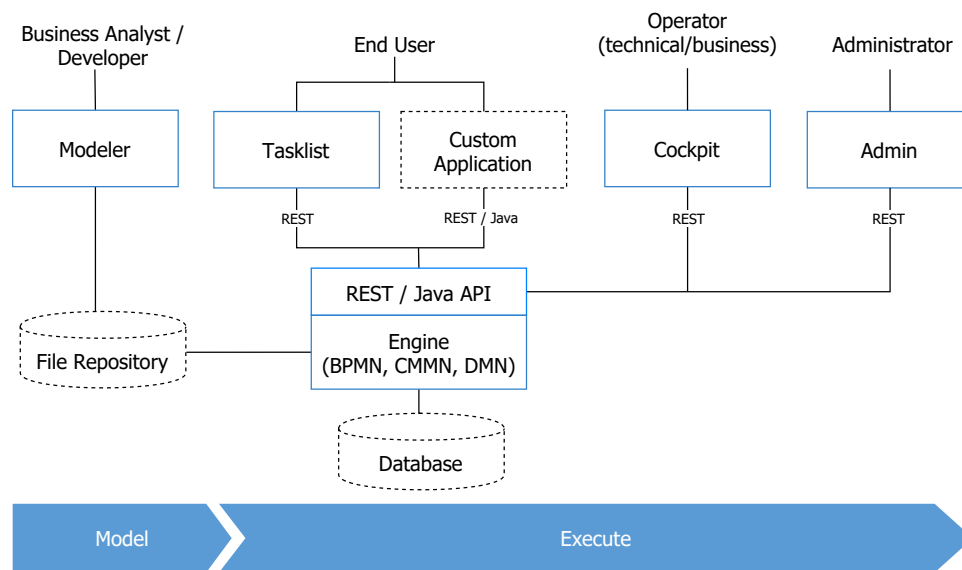 Business Analyst /
Developer
End User
Operator
(technical/business)
Administrator
Modeler
Tasklist
Custom
Application
Cockpit
Admin
REST
REST / Java
REST
REST
REST / Java API
Engine
(BPMN, CMMN, DMN)
File Repository
Database
Model
Execute